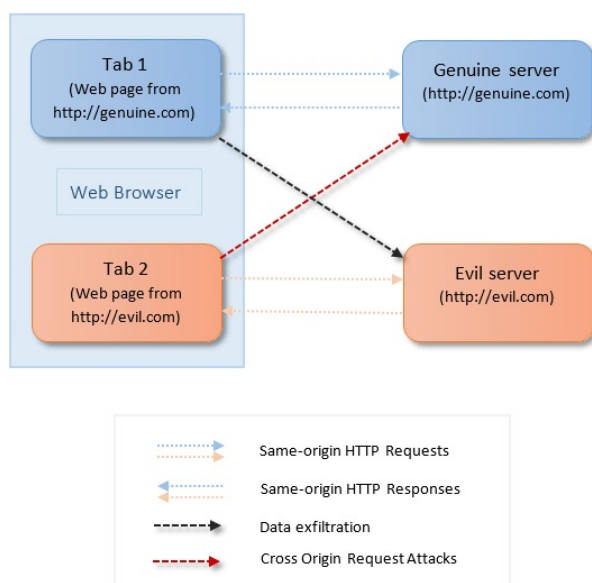 Tab 1
(Web page from
http://genuine.com)
Genuine server
(http://genuine.com)
Web Browser
Tab 2
(Web page from
http://evil.com)
Evil server
(http://evil.com)
Same-origin HTTP Requests
Same-origin HTTP Responses
Data exfiltration
Cross Origin Request Attacks